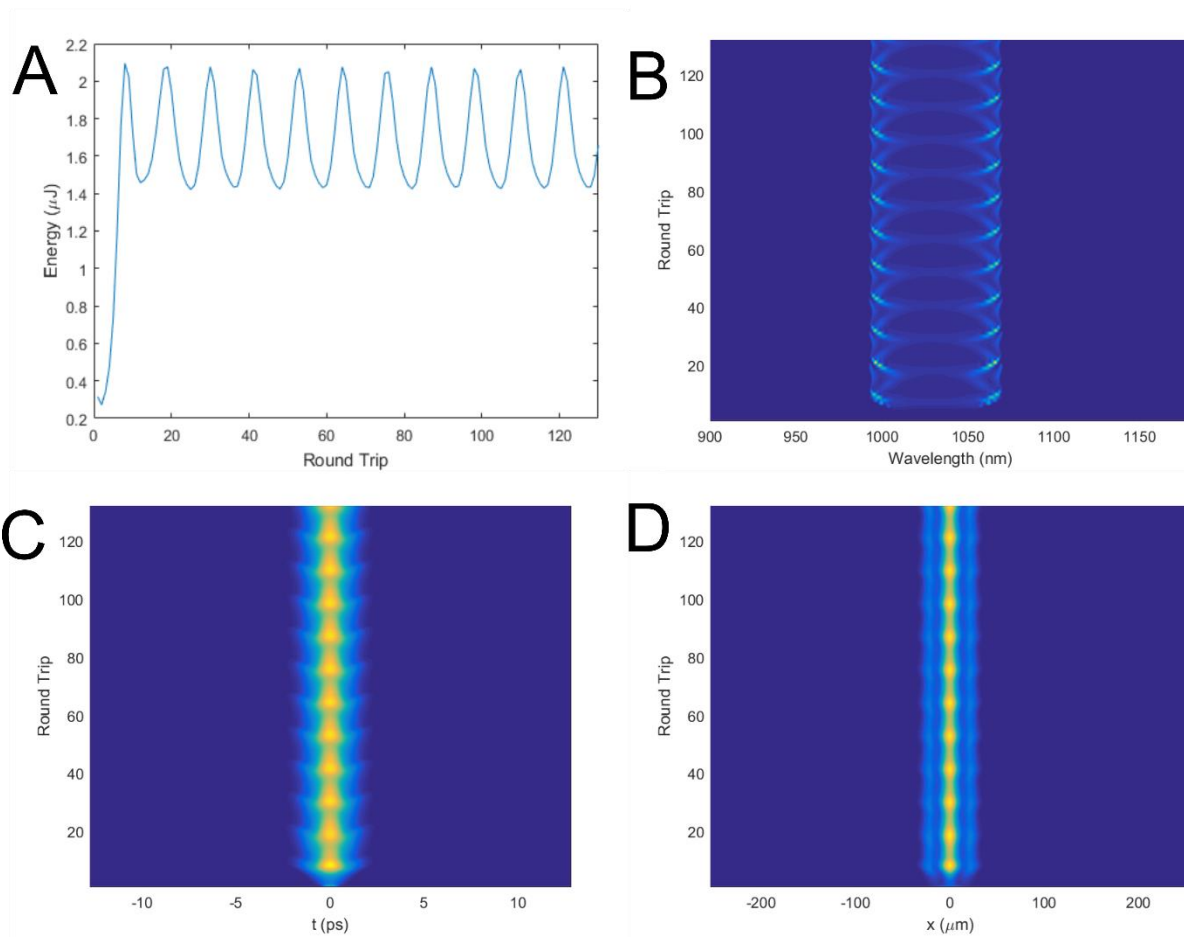 A
2.2
2
1.8
1.6
1.4
1.2
1
0.8
0.6
0.4
0.2
Energy (μJ)
0 20 40 60 80 100 120
Round Trip
B
120
100
80
60
40
20
Round Trip
900 950 1000 1050 1100 1150
Wavelength (nm)
C
120
100
80
60
40
20
Round Trip
-10 -5 0 5 10
t (ps)
D
120
100
80
60
40
20
Round Trip
-200 -100 0 100 200
x (μm)